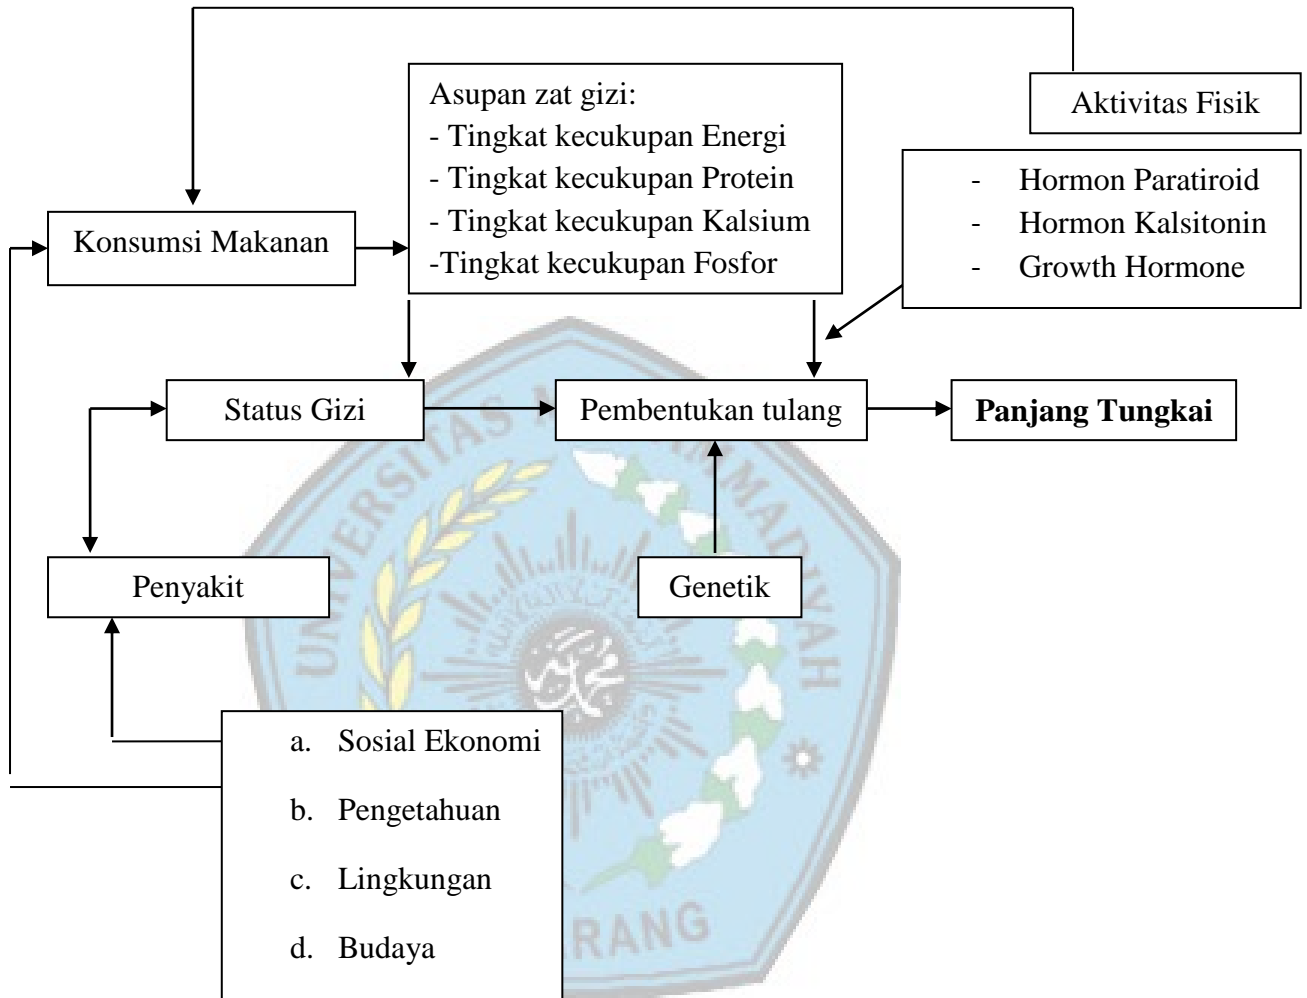 Aktivitas Fisik
Asupan zat gizi:
- Tingkat kecukupan Energi
- Tingkat kecukupan Protein
- Tingkat kecukupan Kalsium
-Tingkat kecukupan Fosfor
- Hormon Paratiroid
- Hormon Kalsitonin
- Growth Hormone
Konsumsi Makanan
Status Gizi
Pembentukan tulang
Panjang Tungkai
Penyakit
Genetik
a. Sosial Ekonomi
b. Pengetahuan
c. Lingkungan
d. Budaya
UNIVERSITAS
MADIYAH
RANG